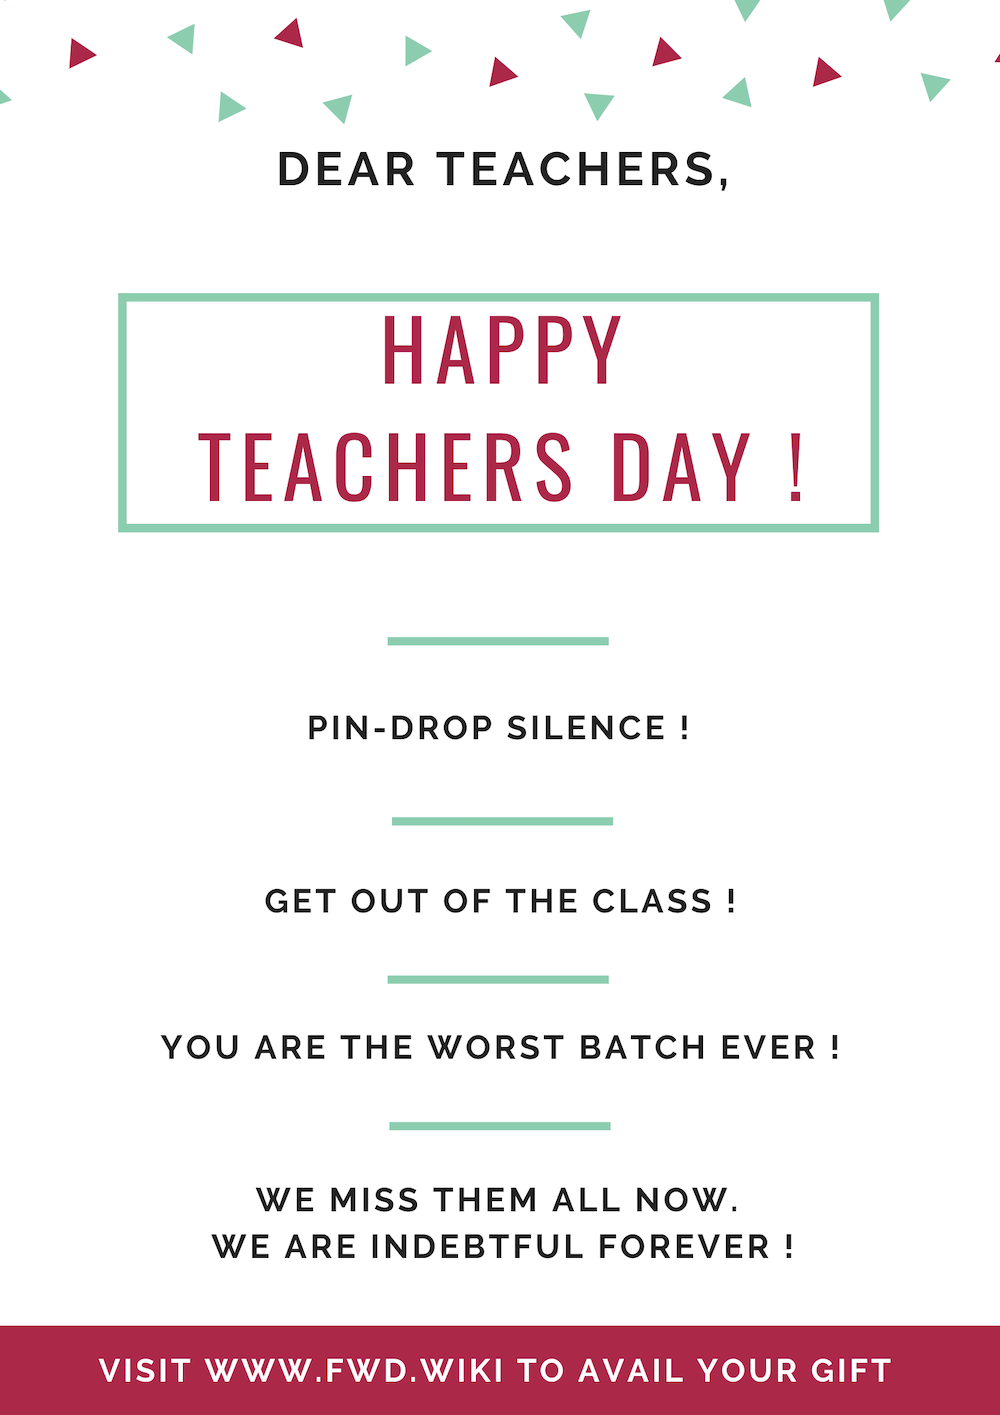 DEAR TEACHERS,
HAPPY
TEACHERS DAY !
PIN-DROP SILENCE !
GET OUT OF THE CLASS !
YOU ARE THE WORST BATCH EVER !
WE MISS THEM ALL NOW.
WE ARE INDEBTFUL FOREVER !
VISIT WWW.FWD.WIKI TO AVAIL YOUR GIFT